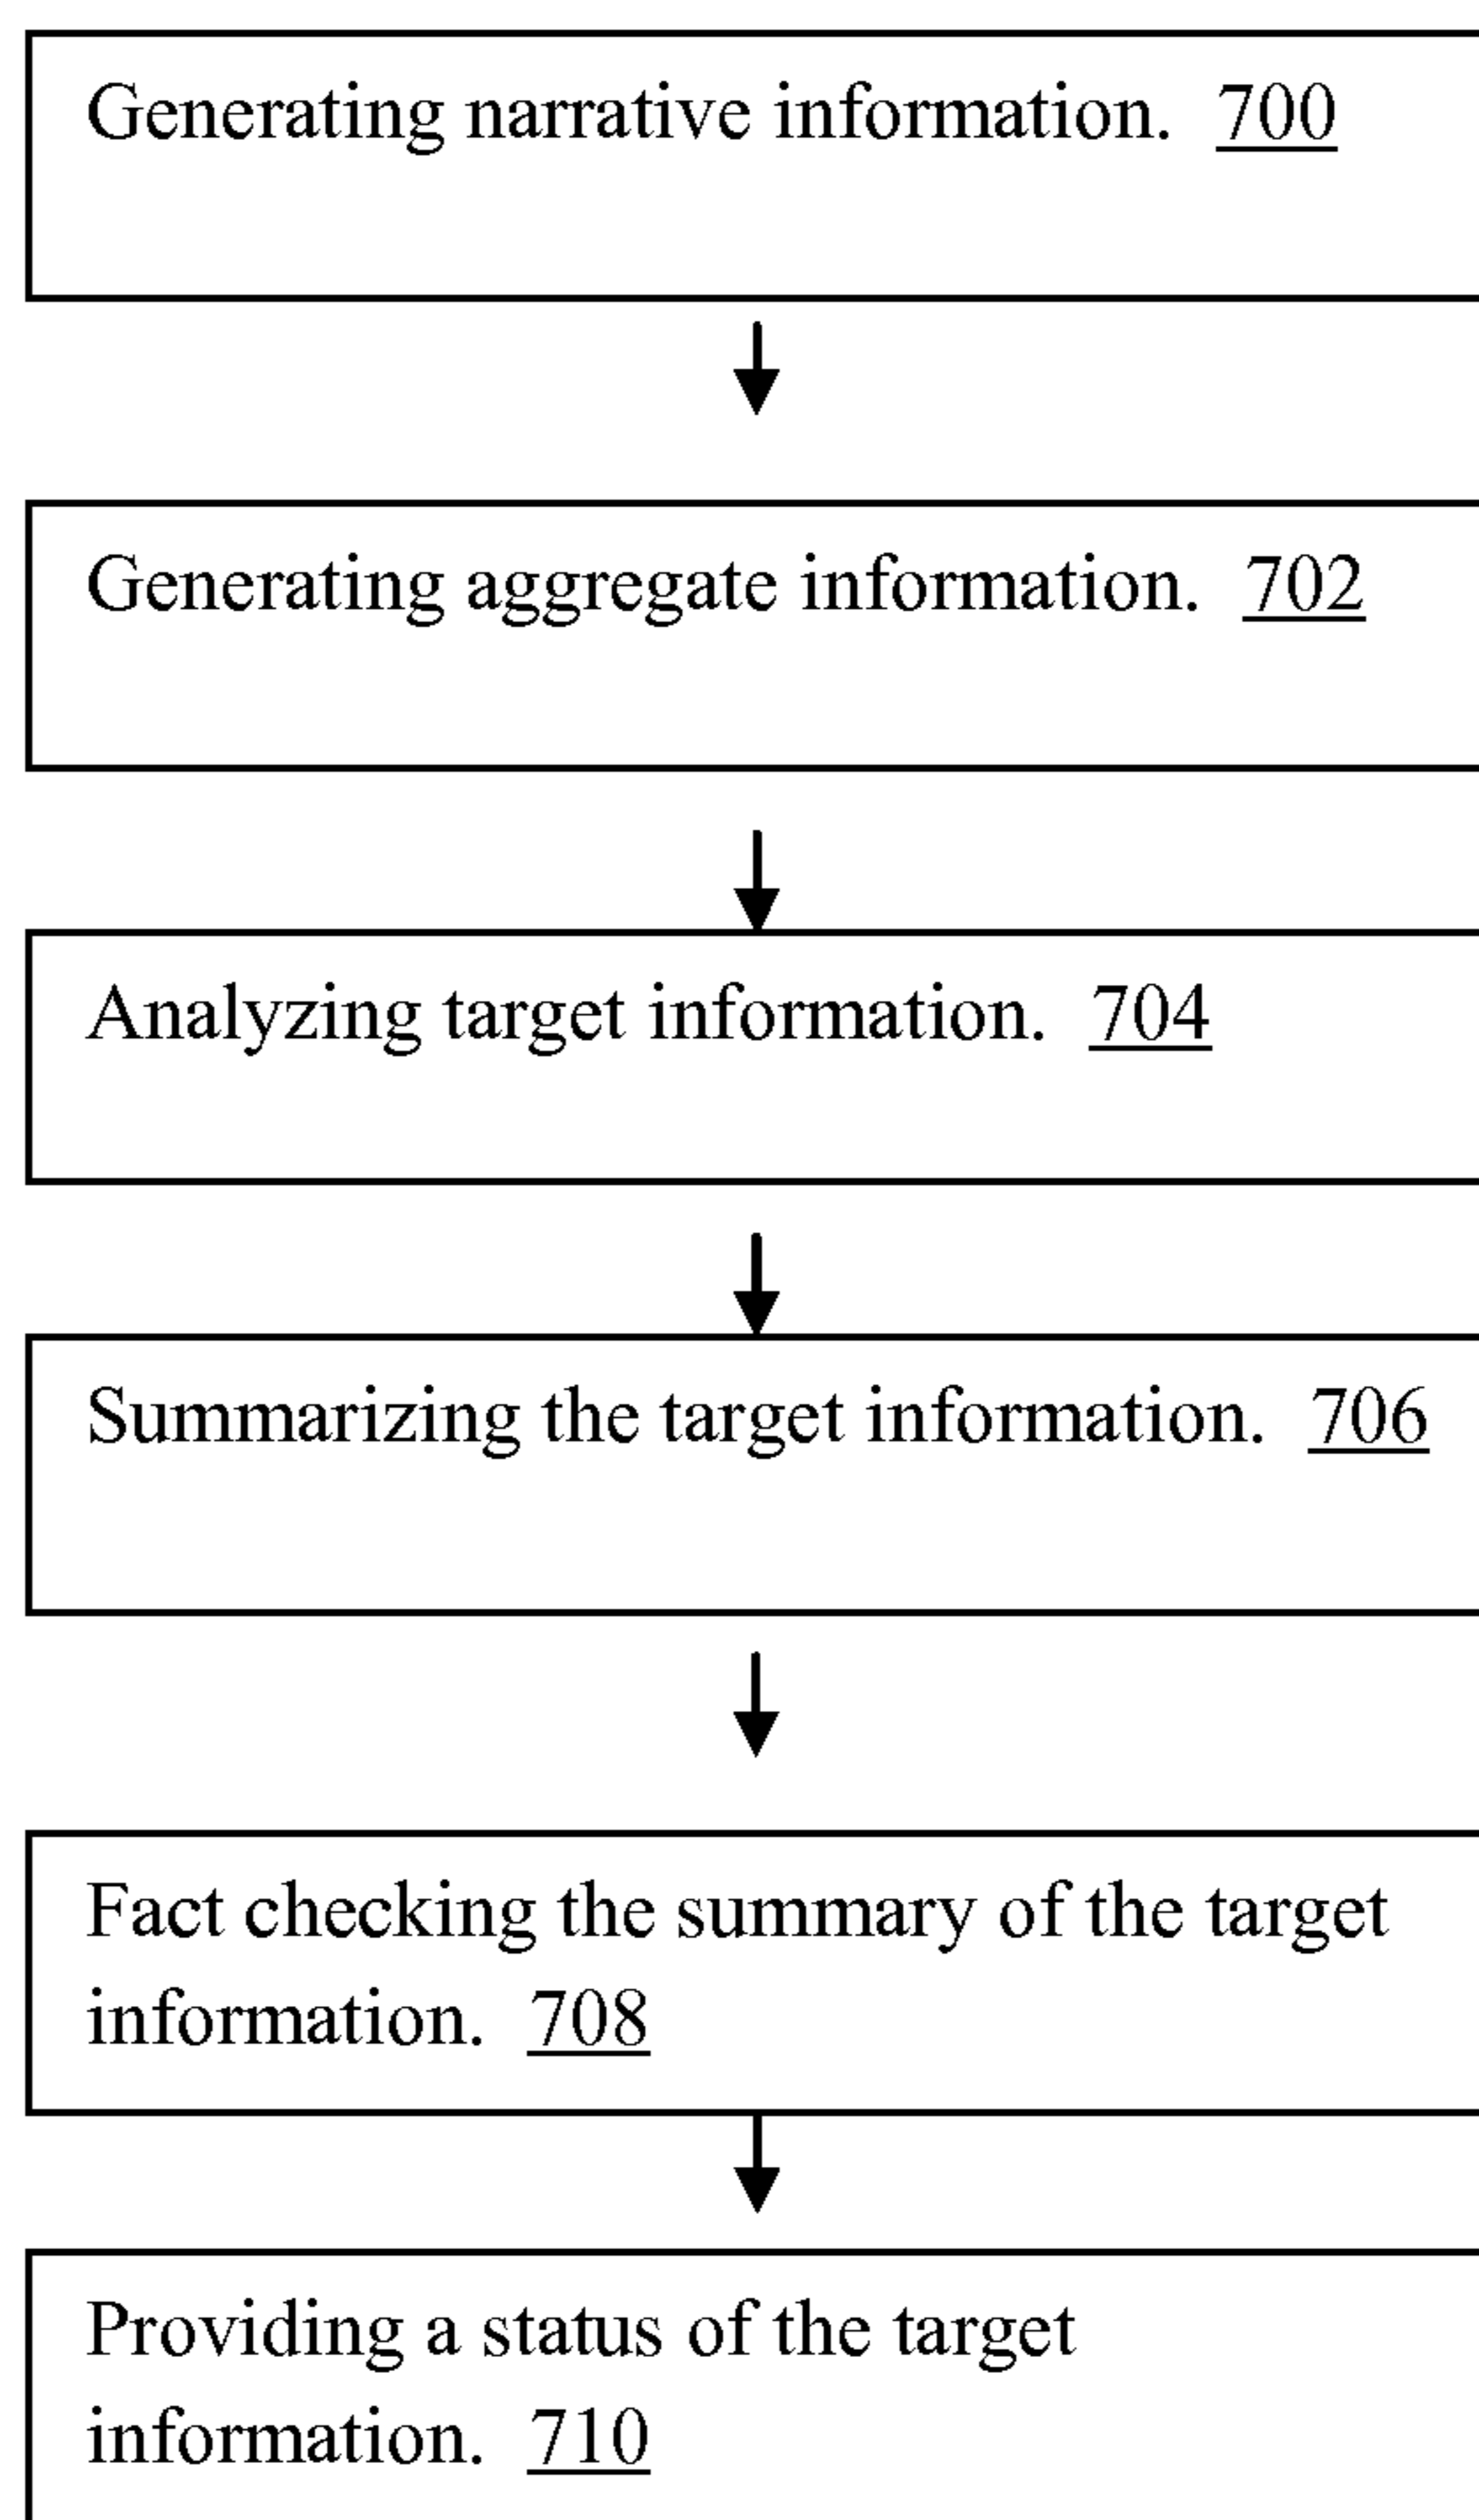 Generating narrative information. 700
Generating aggregate information. 702
Analyzing target information. 704
Summarizing the target information. 706
Fact checking the summary of the target
information. 708
Providing a status of the target
information. 710